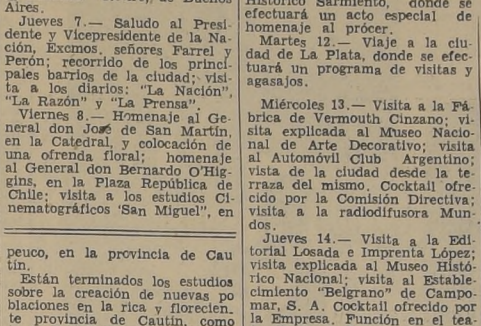 Aires.
Jueves 7.— Saludo al Presi-
dente y Vicepresidente de la Na-
ción, Excmos. señores Farrel y
Perón; recorrido de los princi-
pales barrios de la ciudad; visi-
ta a los diarios: "La Nación",
"La Razón" y "La Prensa".
Viernes 8.— Homenaje al Ge-
neral don José de San Martín,
en la Catedral, y colocación de
una ofrenda floral; homenaje
al General don Bernardo O'Hig-
gins, en la Plaza República de
Chile; visita a los estudios Ci-
nematográficos 'San Miguel", en
peuco, en la provincia de Cau
tín.
Están terminados los estudios
sobre la creación de nuevas po
blaciones en la rica y florecien-
te provincia de Cautín, como
Histórico Sarmiento, donde se
efectuará un acto especial de
homenaje al prócer.
Martes 12.— Viaje a la ciu-
dad de La Plata, donde se efec-
tuará un programa de visitas y
agasajos.
Miércoles 13.— Visita a la Fá-
brica de Vermouth Cinzano; vi-
sita explicada al Museo Nacio-
nal de Arte Decorativo; visita
al Automóvil Club Argentino;
vista de la ciudad desde la te-
rraza del mismo. Cocktail ofre-
cido por la Comisión Directiva;
visita a la radiodifusora Mun-
dos.
Jueves 14.— Visita a la Edi-
torial Losada e Imprenta López;
visita explicada al Museo Histó-
rico Nacional; visita al Estable-
cimiento "Belgrano" de Campo-
mar, S. A. Cocktail ofrecido por
la Empresa. Función en el tea-